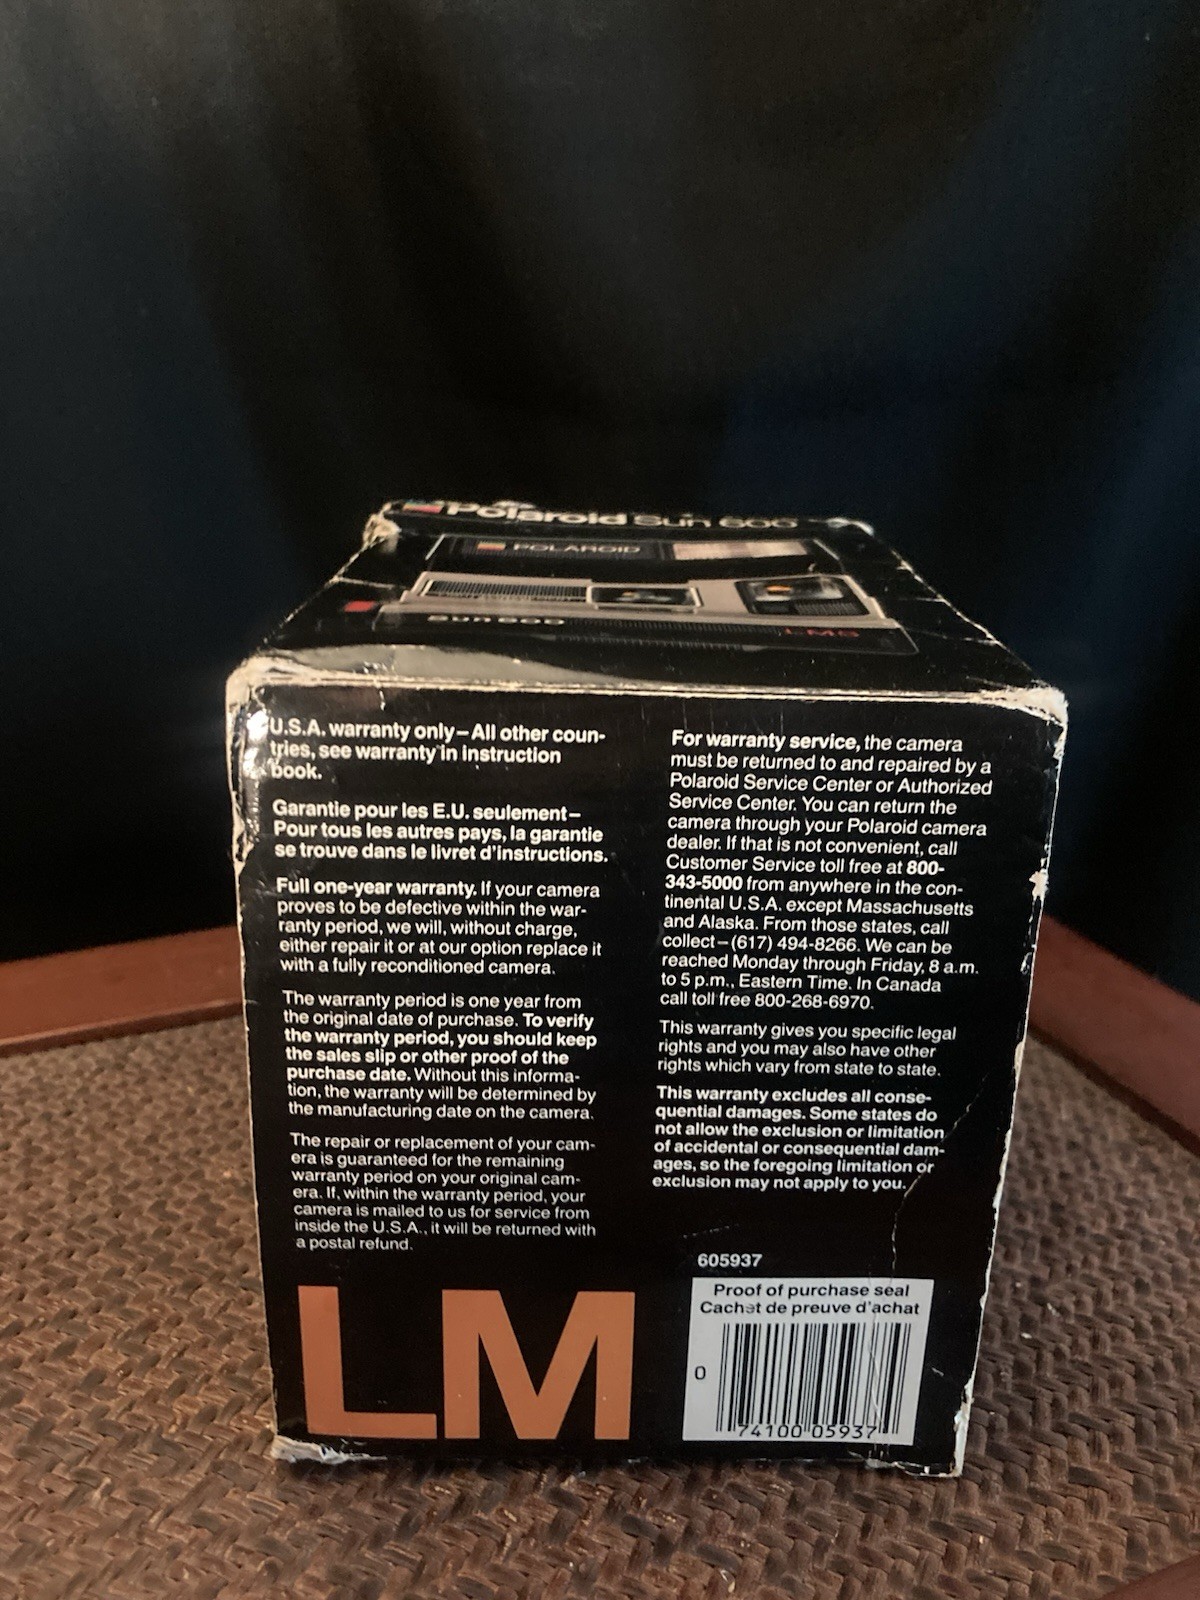 Polaroid Sun 600
POLAROID
Sun 600
LMS
U.S.A. warranty only–All other coun-
tries, see warranty in instruction
book.
Garantie pour les E.U. seulement–
Pour tous les autres pays, la garantie
se trouve dans le livret d'instructions.
Full one-year warranty. If your camera
proves to be defective within the war-
ranty period, we will, without charge,
either repair it or at our option replace it
with a fully reconditioned camera.
The warranty period is one year from
the original date of purchase. To verify
the warranty period, you should keep
the sales slip or other proof of the
purchase date. Without this informa-
tion, the warranty will be determined by
the manufacturing date on the camera.
The repair or replacement of your cam-
era is guaranteed for the remaining
warranty period on your original cam-
era. If, within the warranty period, your
camera is mailed to us for service from
inside the U.S.A., it will be returned with
a postal refund.
LM
For warranty service, the camera
must be returned to and repaired by a
Polaroid Service Center or Authorized
Service Center. You can return the
camera through your Polaroid camera
dealer. If that is not convenient, call
Customer Service toll free at 800-
343-5000 from anywhere in the con-
tinental U.S.A. except Massachusetts
and Alaska. From those states, call
collect–(617) 494-8266. We can be
reached Monday through Friday, 8 a.m.
to 5 p.m., Eastern Time. In Canada
call toll free 800-268-6970.
This warranty gives you specific legal
rights and you may also have other
rights which vary from state to state.
This warranty excludes all conse-
quential damages. Some states do
not allow the exclusion or limitation
of accidental or consequential dam-
ages, so the foregoing limitation or
exclusion may not apply to you.
605937
Proof of purchase seal
Cachet de preuve d'achat
0 74100 05937